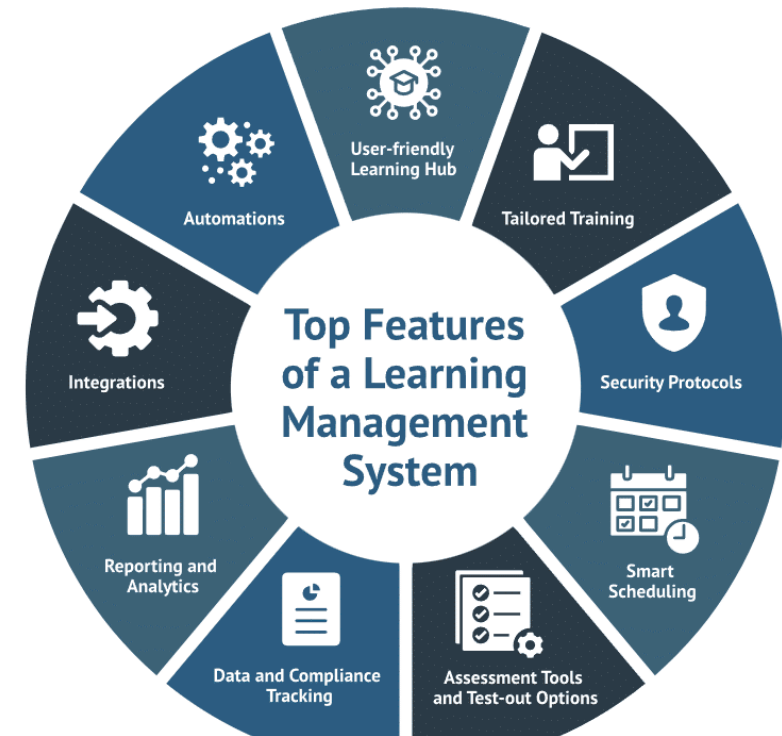 Top Features
of a Learning
Management
System
User-friendly
Learning Hub
Tailored Training
Security Protocols
Smart
Scheduling
Assessment Tools
and Test-out Options
Data and Compliance
Tracking
Reporting and
Analytics
Integrations
Automations